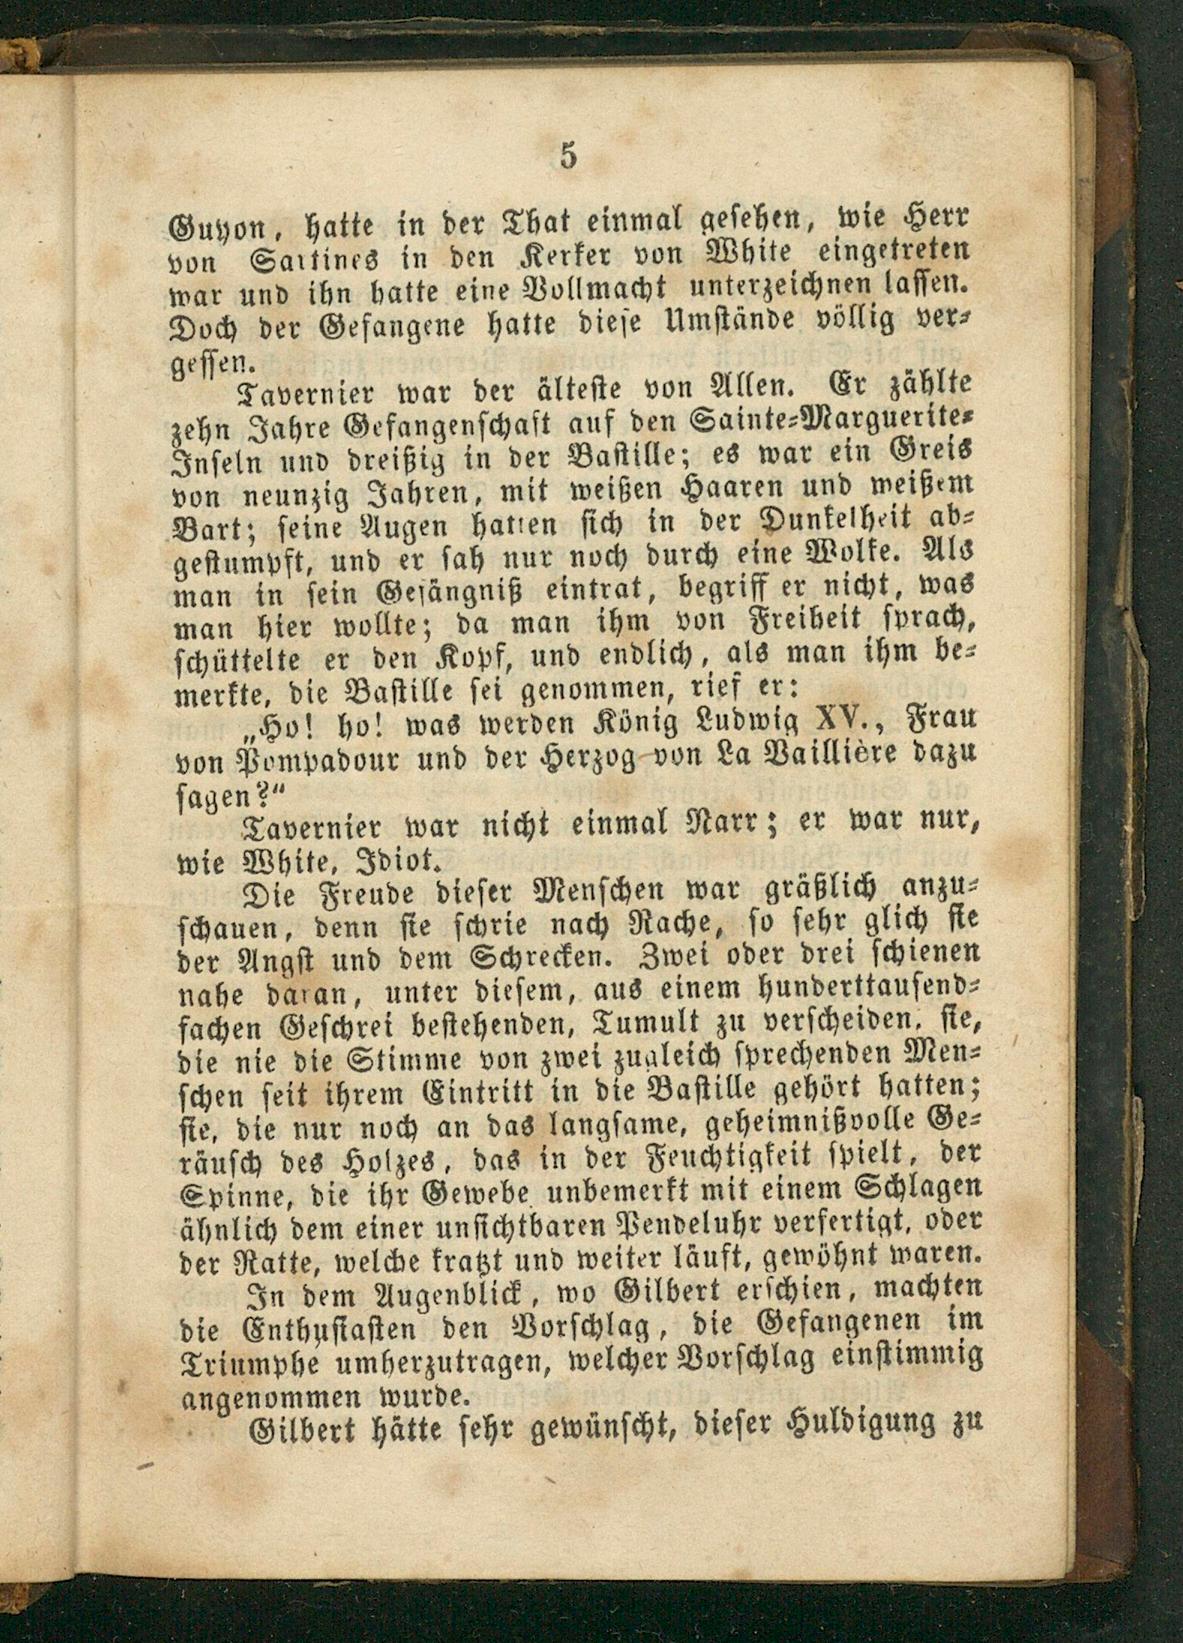 5
Guyon, hatte in der That einmal gesehen, wie Herr
von Sartines in den Kerker von White eingetreten
war und ihn hatte eine Vollmacht unterzeichnen lassen.
Doch der Gefangene hatte diese Umstände völlig ver-
gessen.
Tavernier war der älteste von Allen. Er zählte
zehn Jahre Gefangenschaft auf den Sainte-Marguerite-
Inseln und dreißig in der Bastille; es war ein Greis
von neunzig Jahren, mit weißen Haaren und weißem
Bart; seine Augen hatten sich in der Dunkelheit ab-
gestumpft, und er sah nur noch durch eine Wolke. Als
man in sein Gefängniß eintrat, begriff er nicht, was
man hier wollte; da man ihm von Freiheit sprach,
schüttelte er den Kopf, und endlich, als man ihm be-
merkte, die Bastille sei genommen, rief er:
„Ho! ho! was werden König Ludwig XV., Frau
von Pompadour und der Herzog von La Vaillière dazu
sagen?“
Tavernier war nicht einmal Narr; er war nur,
wie White, Idiot.
Die Freude dieser Menschen war gräßlich anzu-
schauen, denn sie schrie nach Rache, so sehr glich sie
der Angst und dem Schrecken. Zwei oder drei schienen
nahe daran, unter diesem, aus einem hunderttausend-
fachen Geschrei bestehenden, Tumult zu verscheiden, sie,
die nie die Stimme von zwei zugleich sprechenden Men-
schen seit ihrem Eintritt in die Bastille gehört hatten;
sie, die nur noch an das langsame, geheimnißvolle Ge-
räusch des Holzes, das in der Feuchtigkeit spielt, der
Spinne, die ihr Gewebe unbemerkt mit einem Schlagen
ähnlich dem einer unsichtbaren Pendeluhr verfertigt, oder
der Ratte, welche kratzt und weiter läuft, gewöhnt waren.
In dem Augenblick, wo Gilbert erschien, machten
die Enthusiasten den Vorschlag, die Gefangenen im
Triumphe umherzutragen, welcher Vorschlag einstimmig
angenommen wurde.
Gilbert hätte sehr gewünscht, dieser Huldigung zu